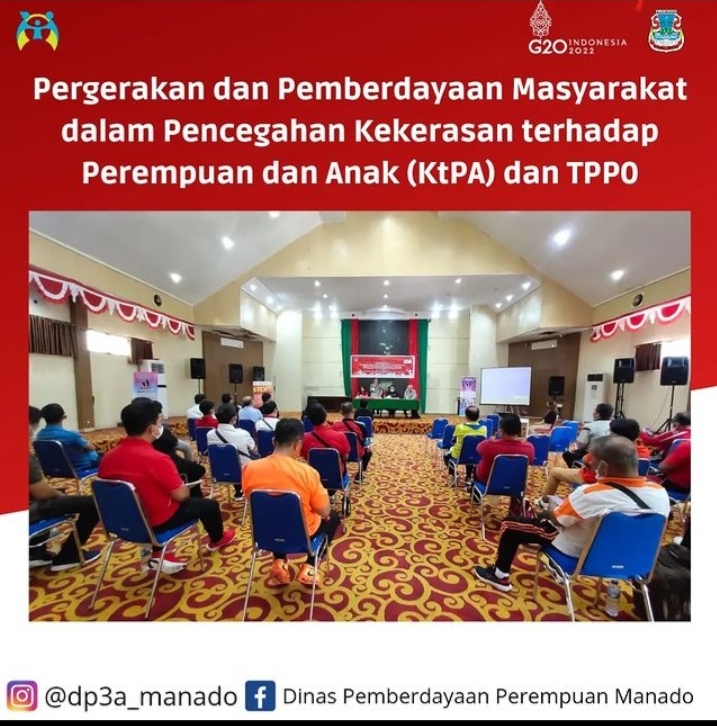 G20 INDONESIA
2022
Pergerakan dan Pemberdayaan Masyarakat
dalam Pencegahan Kekerasan terhadap
Perempuan dan Anak (KtPA) dan TPPO
@dp3a_manado
Dinas Pemberdayaan Perempuan Manado